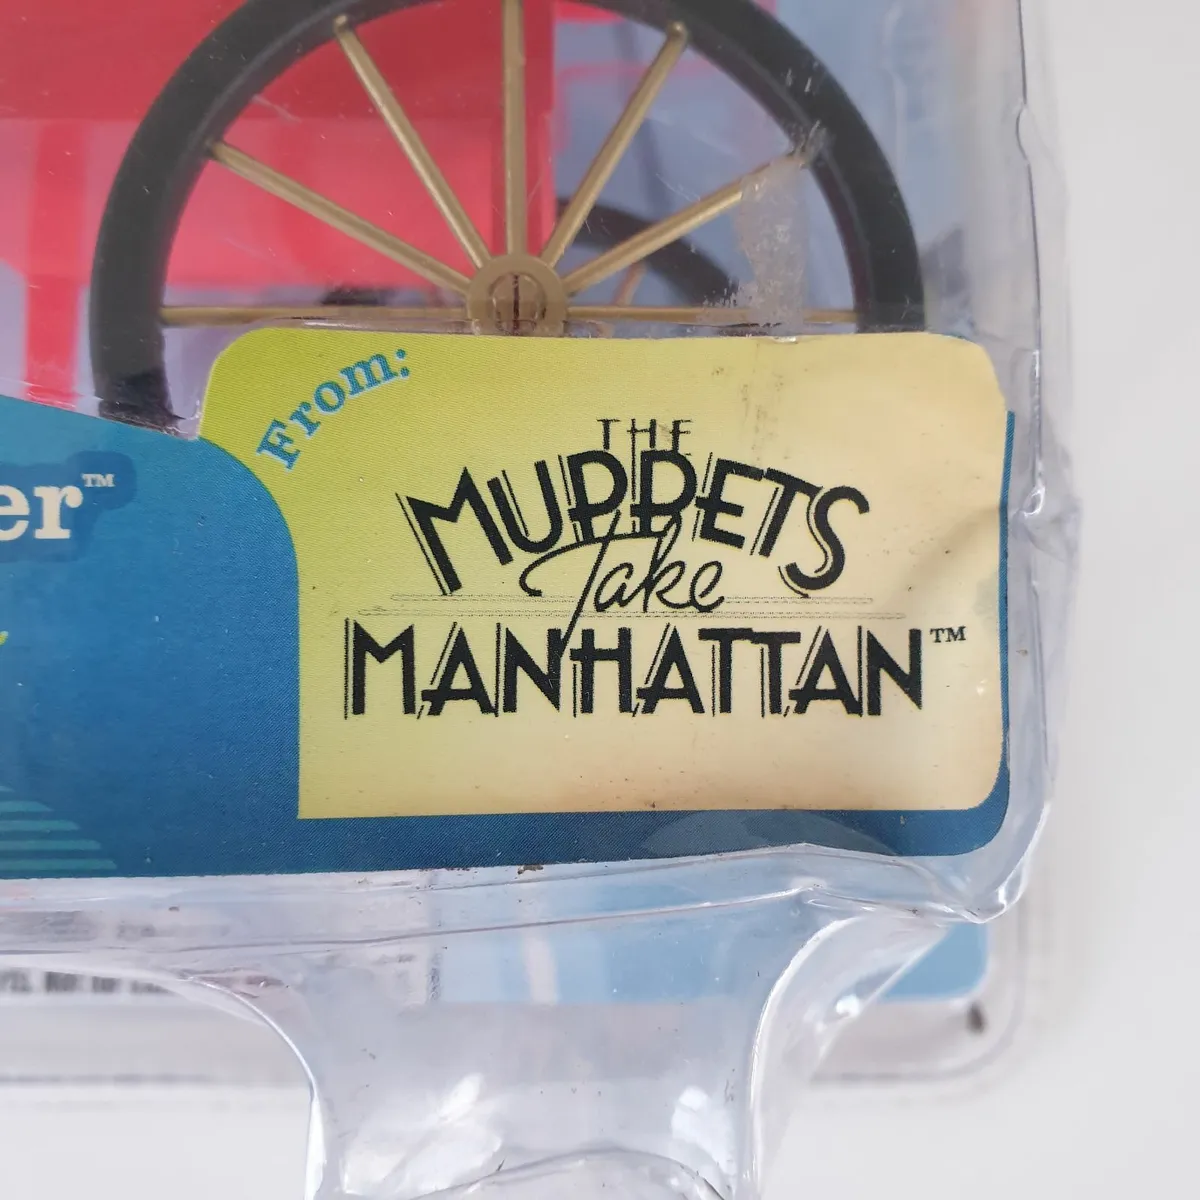 From:
THE
MUPPETS
Take
MANHATTAN™
er™